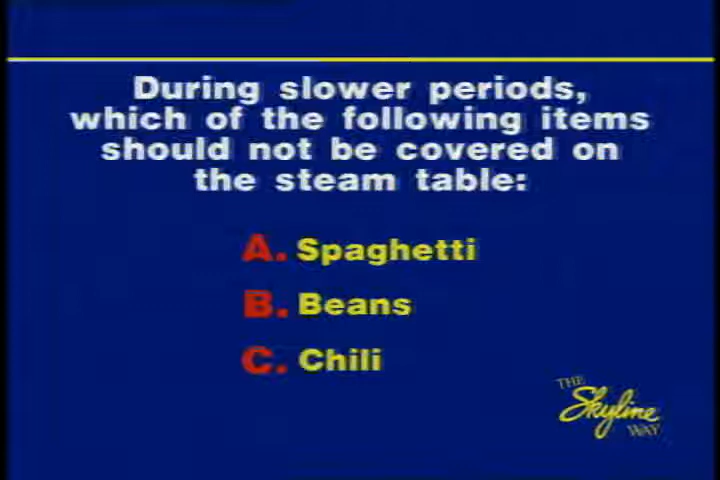 During slower periods,
which of the following items
should not be covered on
the steam table:
A. Spaghetti
B. Beans
C. Chili
THE
Skyline
WAY